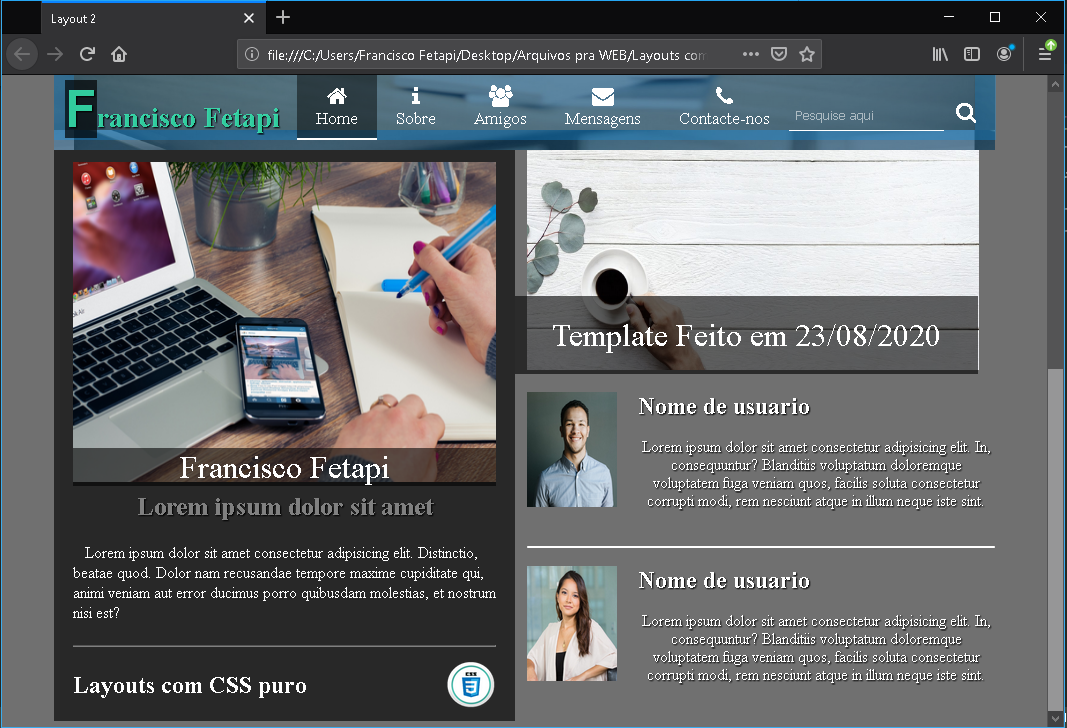 Layout 2
file:///C:/Users/Francisco Fetapi/Desktop/Arquivos pra WEB/Layouts com
Francisco Fetapi
Home
Sobre
Amigos
Mensagens
Contacte-nos
Pesquise aqui
Francisco Fetapi
Lorem ipsum dolor sit amet
Lorem ipsum dolor sit amet consectetur adipisicing elit. Distinctio,
beatae quod. Dolor nam recusandae tempore maxime cupiditate qui,
animi veniam aut error ducimus porro quibusdam molestias, et nostrum
nisi est?
Layouts com CSS puro
CSS
3
Template Feito em 23/08/2020
Nome de usuario
Lorem ipsum dolor sit amet consectetur adipisicing elit. In,
consequuntur? Blanditiis voluptatum doloremque
voluptatem fuga veniam quos, facilis soluta consectetur
corrupti modi, rem nesciunt atque in illum neque iste sint.
Nome de usuario
Lorem ipsum dolor sit amet consectetur adipisicing elit. In,
consequuntur? Blanditiis voluptatum doloremque
voluptatem fuga veniam quos, facilis soluta consectetur
corrupti modi, rem nesciunt atque in illum neque iste sint.